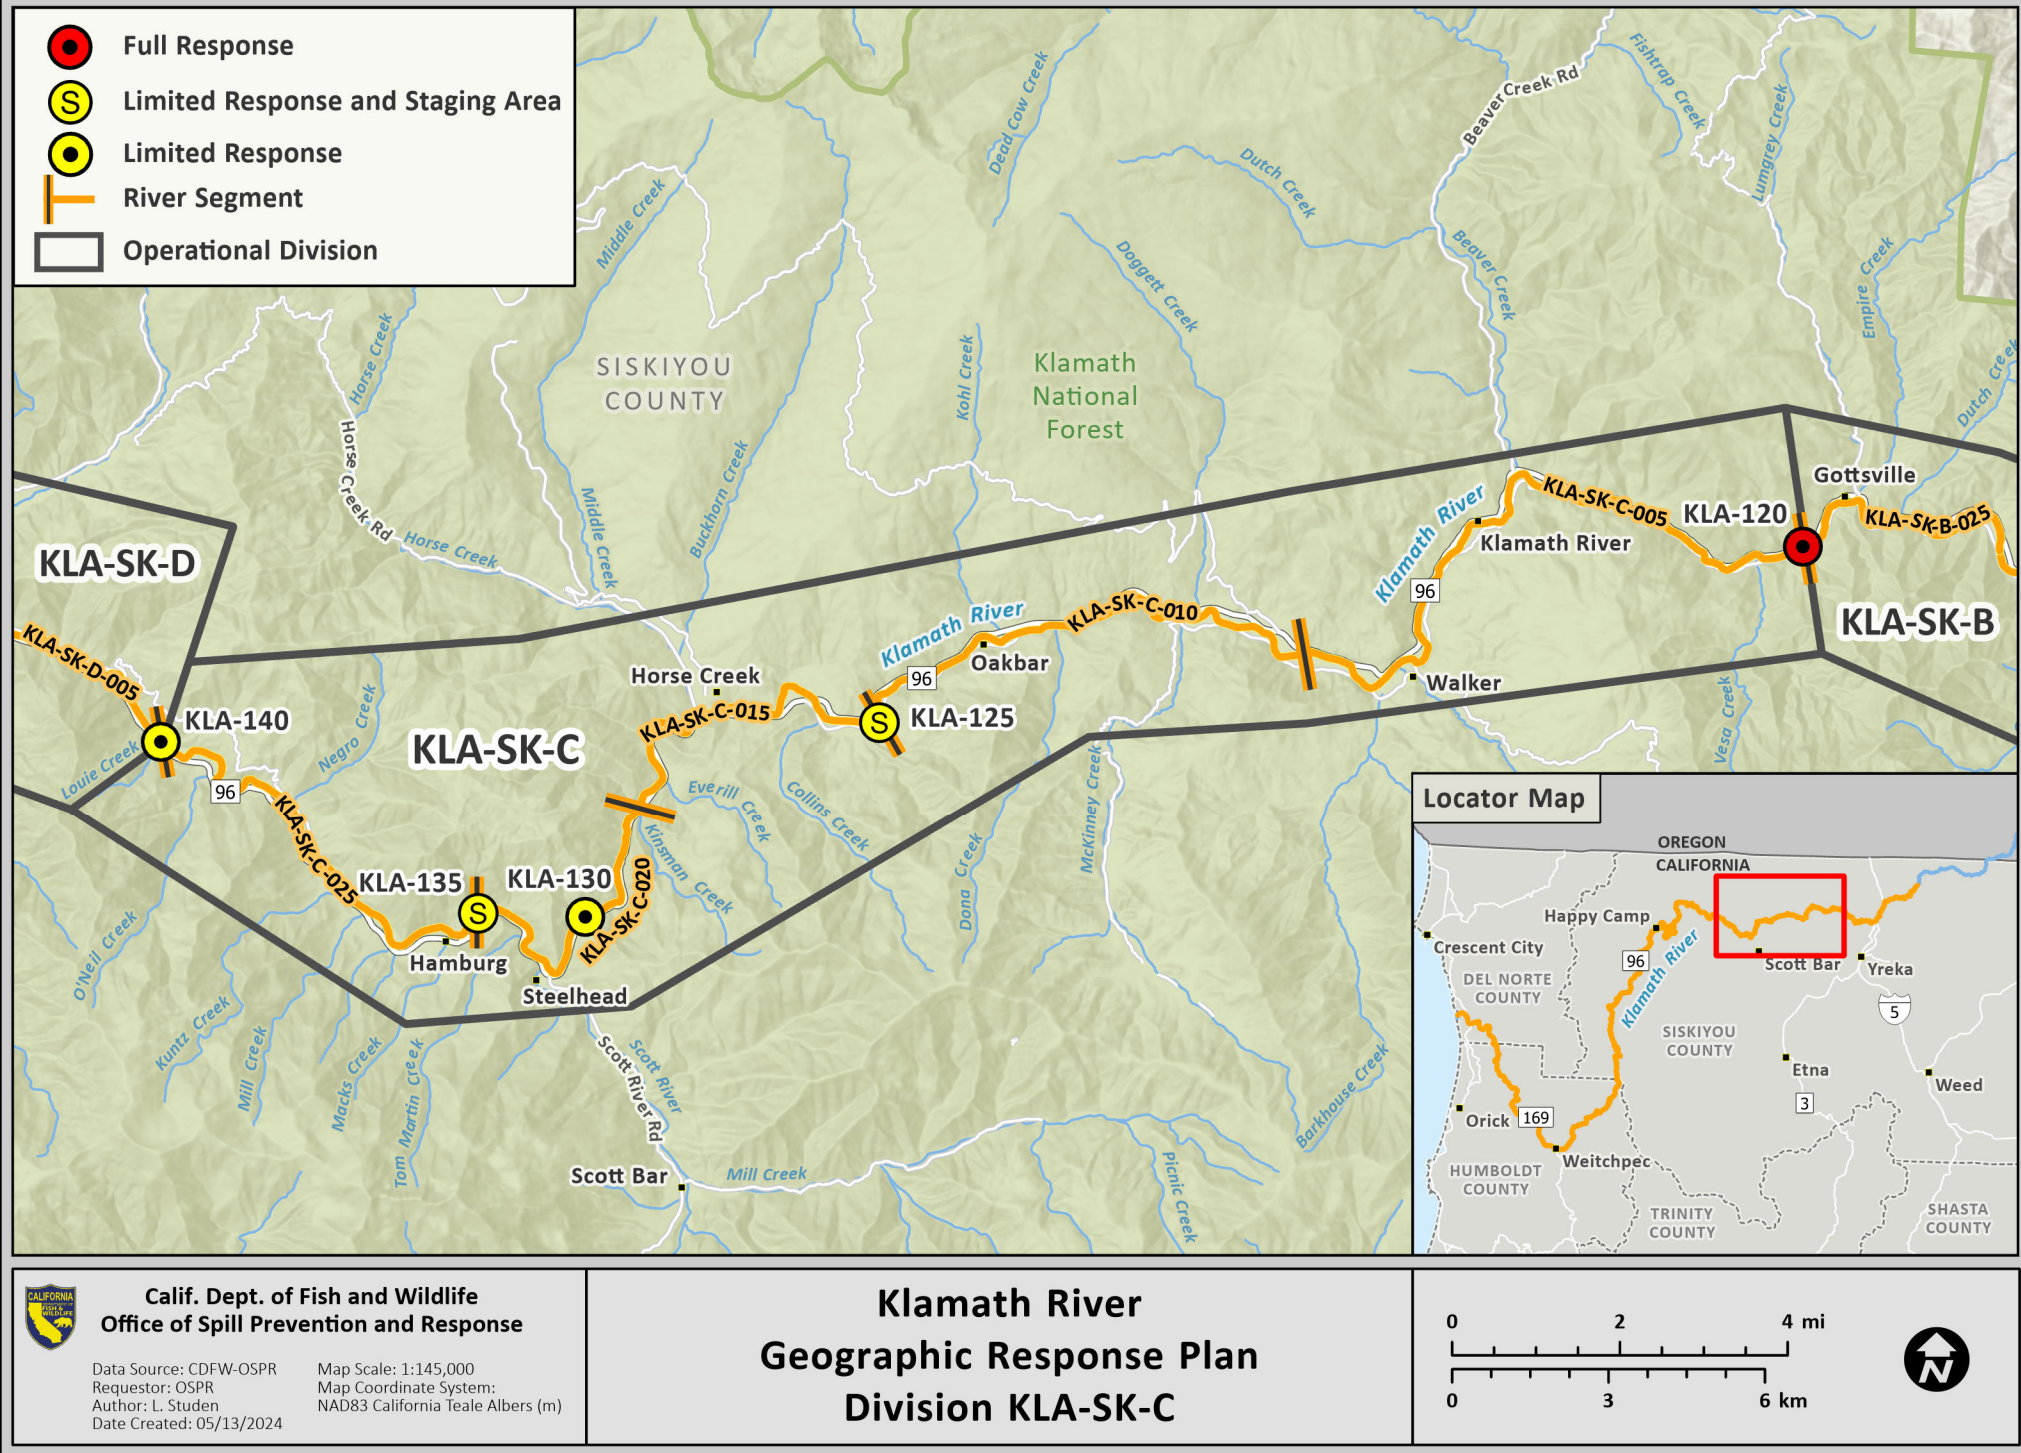 Full Response
Limited Response and Staging Area
Limited Response
River Segment
Operational Division
Dead Cow Creek
Beaver Creek Rd
Fishtrap Creek
Lumgrey Creek
Dutch Creek
Middle Creek
Beaver Creek
Doggett Creek
Empire Creek
Dutch Creek
Horse Creek
Kohl Creek
SISKIYOU
COUNTY
Klamath
National
Forest
Horse Creek Rd
Horse Creek
Middle Creek
Buckhorn Creek
Gottsville
KLA-SK-C-005
KLA-120
KLA-SK-B-025
Klamath River
Klamath River
96
KLA-SK-D
KLA-SK-B
KLA-SK-C-010
Klamath River
Oakbar
96
KLA-SK-D-005
Horse Creek
Walker
KLA-SK-C-015
KLA-125
KLA-140
KLA-SK-C
Negro Creek
Vesa Creek
Louie Creek
96
Everill Creek
Collins Creek
McKinney Creek
Kinsman Creek
Dona Creek
KLA-SK-C-025
KLA-135
KLA-130
KLA-SK-C-020
S
S
Hamburg
Steelhead
O'Neil Creek
Kuntz Creek
Mill Creek
Macks Creek
Tom Martin Creek
Scott River Rd
Scott River
Barkhouse Creek
Scott Bar
Mill Creek
Picnic Creek
Locator Map
OREGON
CALIFORNIA
Happy Camp
Crescent City
96
Klamath River
Scott Bar
Yreka
DEL NORTE
COUNTY
5
SISKIYOU
COUNTY
Etna
Weed
3
Orick
169
Weitchpec
HUMBOLDT
COUNTY
TRINITY
COUNTY
SHASTA
COUNTY
CALIFORNIA
FISH &
WILDLIFE
Calif. Dept. of Fish and Wildlife
Office of Spill Prevention and Response
Data Source: CDFW-OSPR
Requestor: OSPR
Author: L. Studen
Date Created: 05/13/2024
Map Scale: 1:145,000
Map Coordinate System:
NAD83 California Teale Albers (m)
Klamath River
Geographic Response Plan
Division KLA-SK-C
0 2 4 mi
0 3 6 km
N